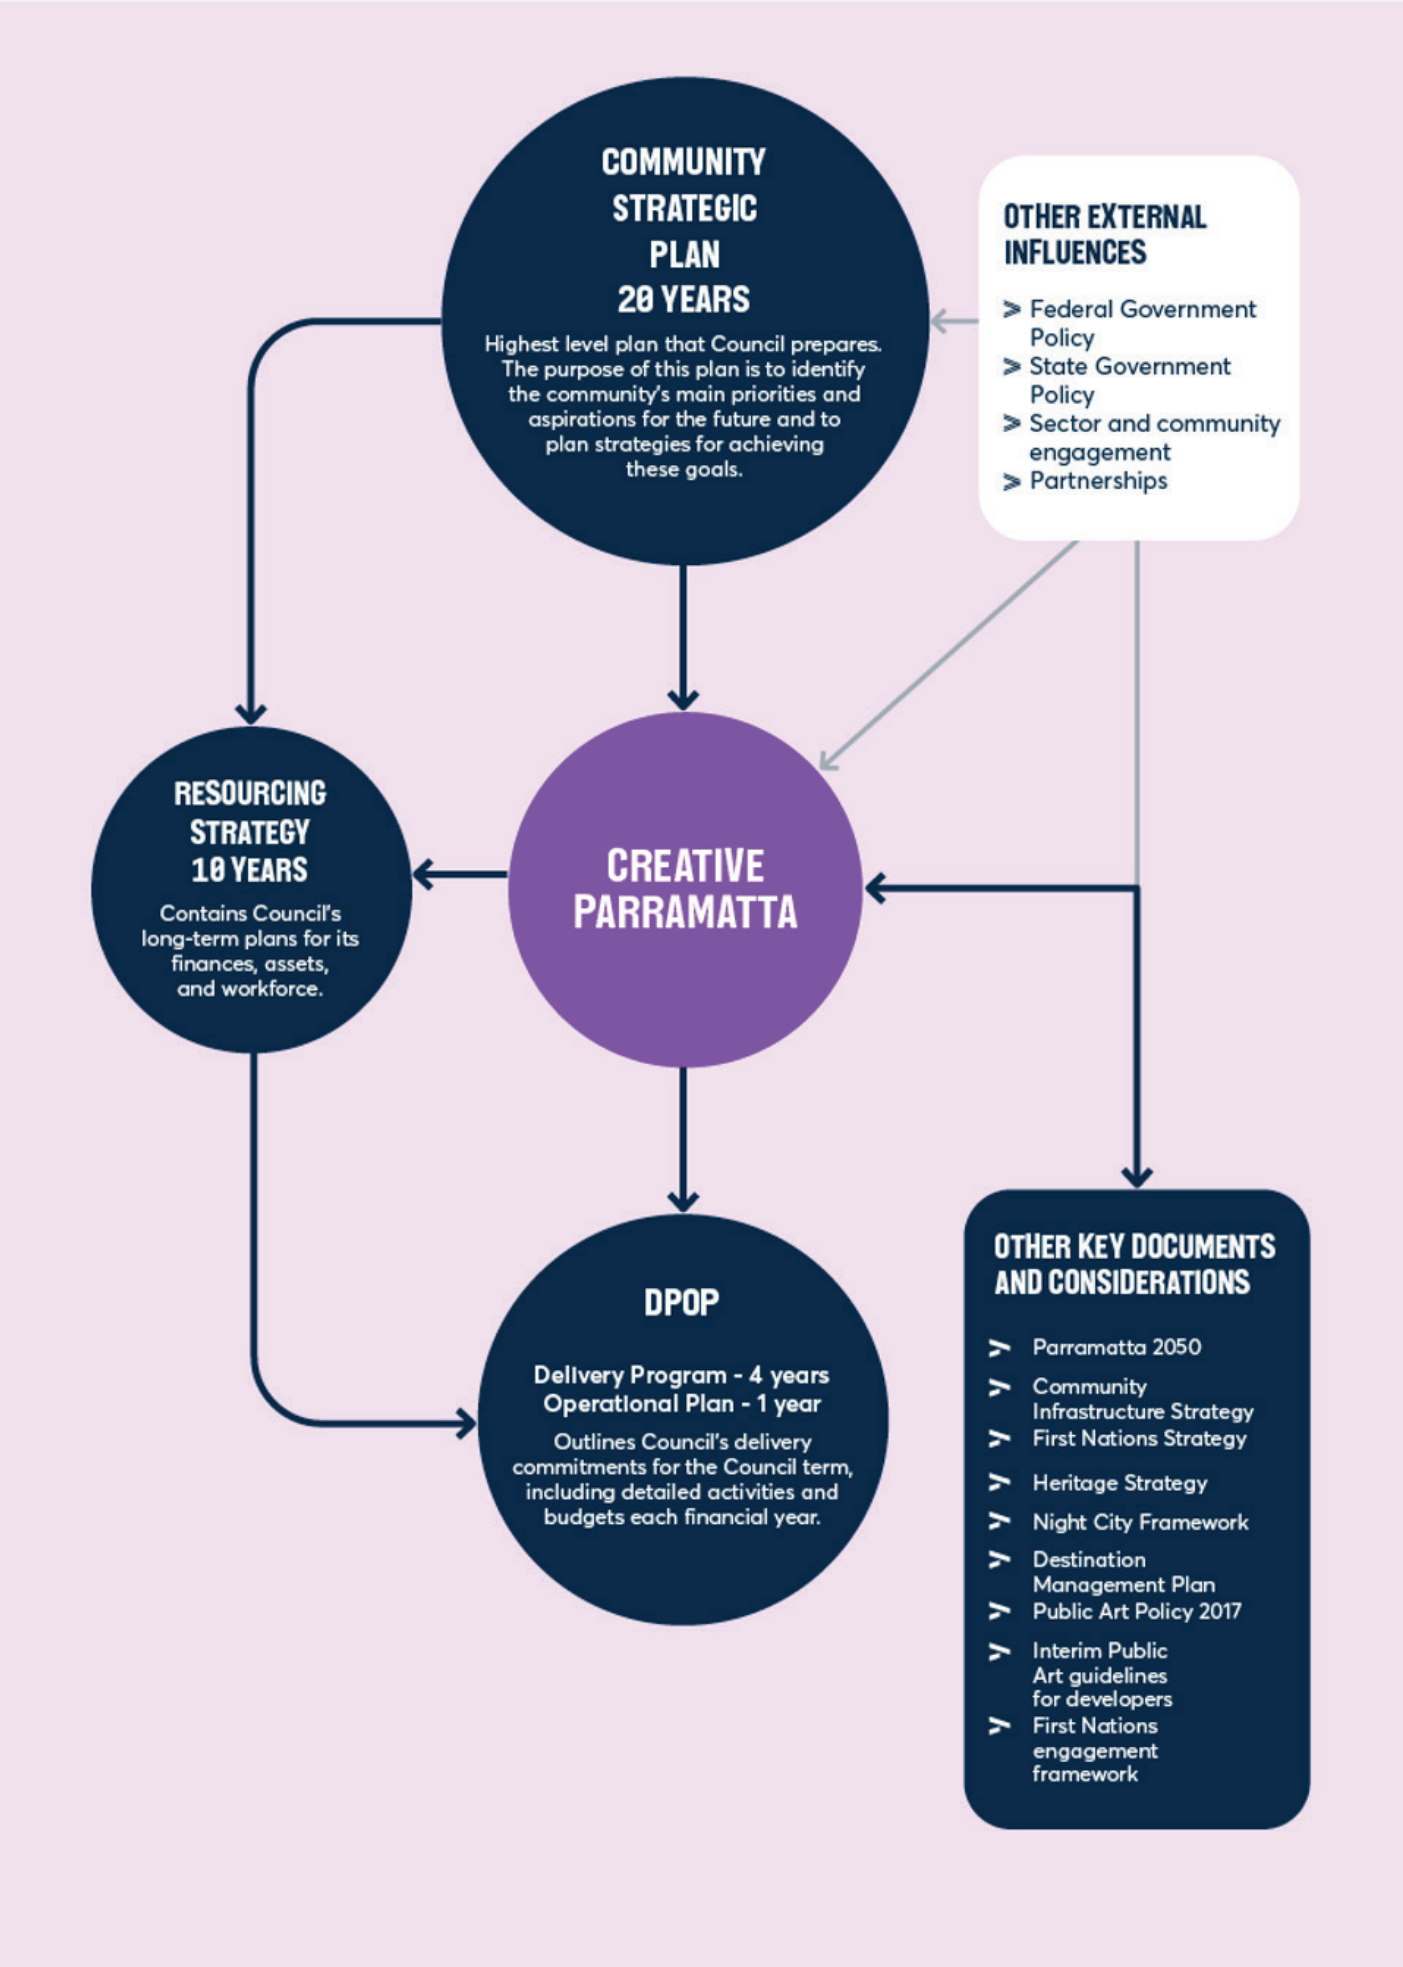 COMMUNITY
STRATEGIC
PLAN
20 YEARS
Highest level plan that Council prepares.
The purpose of this plan is to identify
the community's main priorities and
aspirations for the future and to
plan strategies for achieving
these goals.
OTHER EXTERNAL
INFLUENCES
Federal Government
Policy
State Government
Policy
Sector and community
engagement
Partnerships
RESOURCING
STRATEGY
10 YEARS
Contains Council's
long-term plans for its
finances, assets,
and workforce.
CREATIVE
PARRAMATTA
DPOP
Delivery Program - 4 years
Operational Plan - 1 year
Outlines Council's delivery
commitments for the Council term,
including detailed activities and
budgets each financial year.
OTHER KEY DOCUMENTS
AND CONSIDERATIONS
Parramatta 2050
Community
Infrastructure Strategy
First Nations Strategy
Heritage Strategy
Night City Framework
Destination
Management Plan
Public Art Policy 2017
Interim Public
Art guidelines
for developers
First Nations
engagement
framework